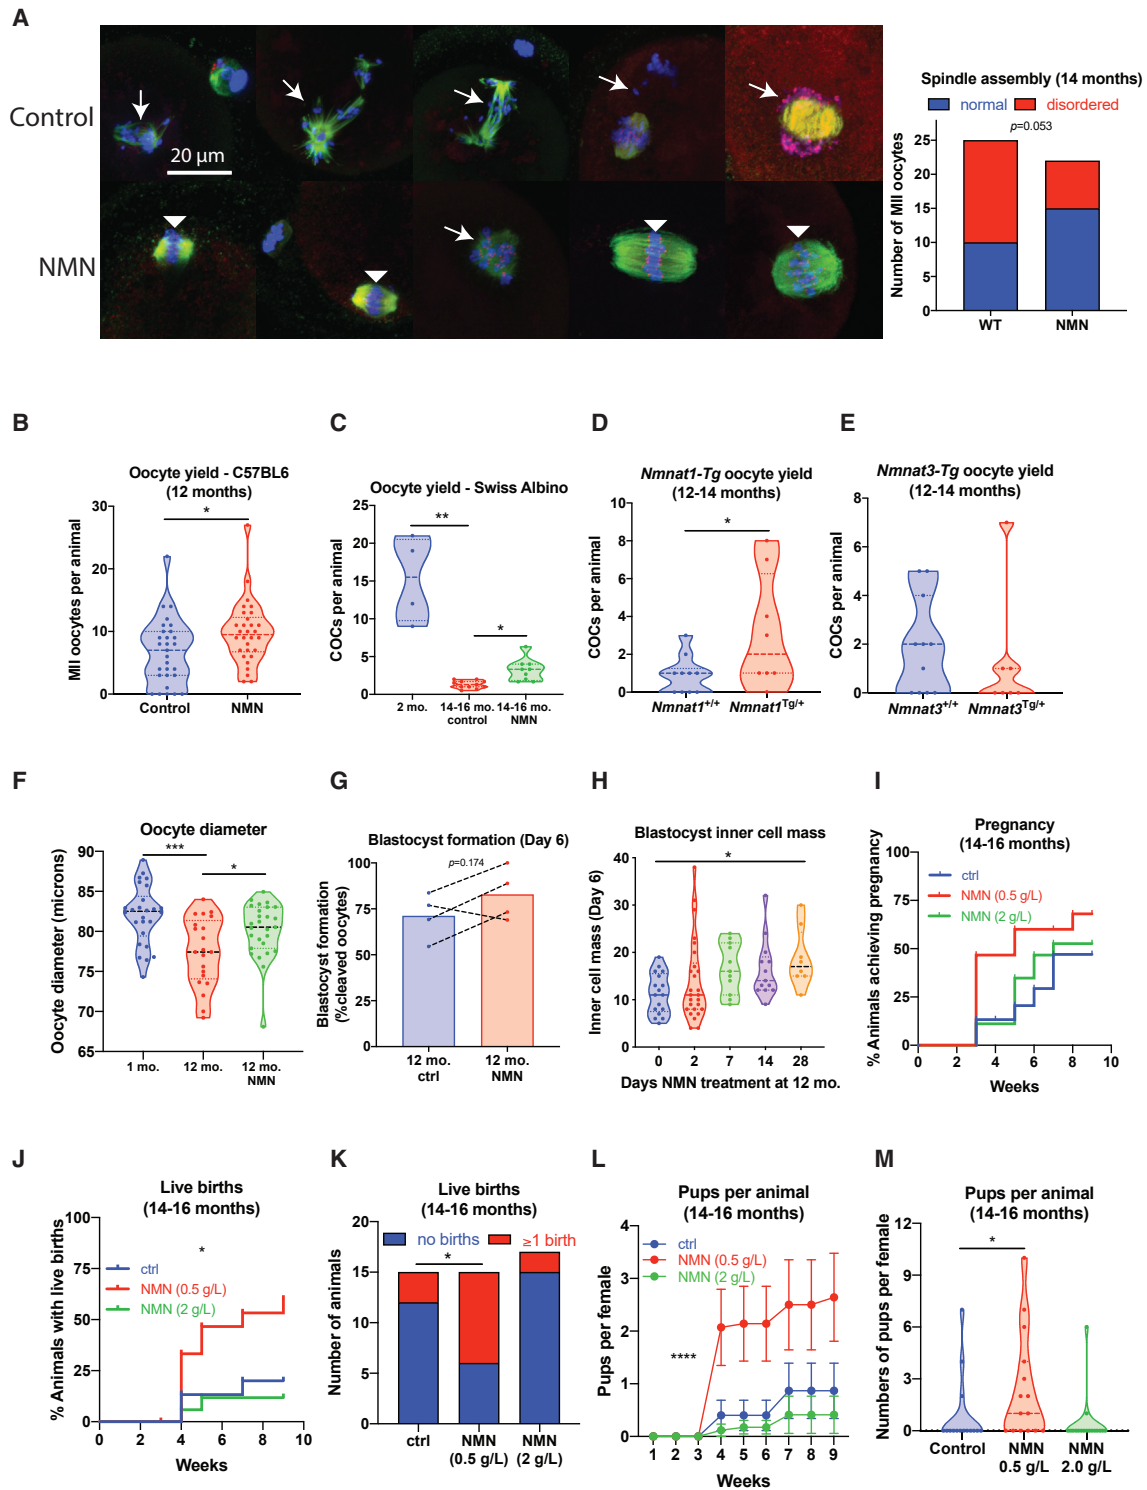 A
Control
NMN
20 μm
Spindle assembly (14 months)
normal disordered
p=0.053
Number of MII oocytes
25
20
15
10
5
0
WT NMN
B
Oocyte yield - C57BL6
(12 months)
MII oocytes per animal
30
20
10
0
*
Control NMN
C
Oocyte yield - Swiss Albino
COCs per animal
25
20
15
10
5
0
**
*
2 mo. 14-16 mo. 14-16 mo.
control NMN
D
Nmnat1-Tg oocyte yield
(12-14 months)
COCs per animal
10
8
6
4
2
0
*
Nmnat1+/+ Nmnat1Tg/+
E
Nmnat3-Tg oocyte yield
(12-14 months)
COCs per animal
8
6
4
2
0
Nmnat3+/+ Nmnat3Tg/+
F
Oocyte diameter
Oocyte diameter (microns)
90
85
80
75
70
65
***
*
1 mo. 12 mo. 12 mo.
NMN
G
Blastocyst formation (Day 6)
Blastocyst formation
(%cleaved oocytes)
100
75
50
25
0
p=0.174
12 mo. 12 mo.
ctrl NMN
H
Blastocyst inner cell mass
Inner cell mass (Day 6)
40
30
20
10
0
*
0 2 7 14 28
Days NMN treatment at 12 mo.
I
Pregnancy
(14-16 months)
% Animals achieving pregnancy
100
75
50
25
0
ctrl
NMN (0.5 g/L)
NMN (2 g/L)
0 2 4 6 8 10
Weeks
J
Live births
(14-16 months)
% Animals with live births
100
75
50
25
0
*
ctrl
NMN (0.5 g/L)
NMN (2 g/L)
0 2 4 6 8 10
Weeks
K
Live births
(14-16 months)
Number of animals
20
15
10
5
0
no births ≥1 birth
*
ctrl NMN NMN
(0.5 g/L) (2 g/L)
L
Pups per animal
(14-16 months)
Pups per female
4
3
2
1
0
ctrl
NMN (0.5 g/L)
NMN (2 g/L)
****
1 2 3 4 5 6 7 8 9
Weeks
M
Pups per animal
(14-16 months)
Numbers of pups per female
12
9
6
3
0
*
Control NMN NMN
0.5 g/L 2.0 g/L